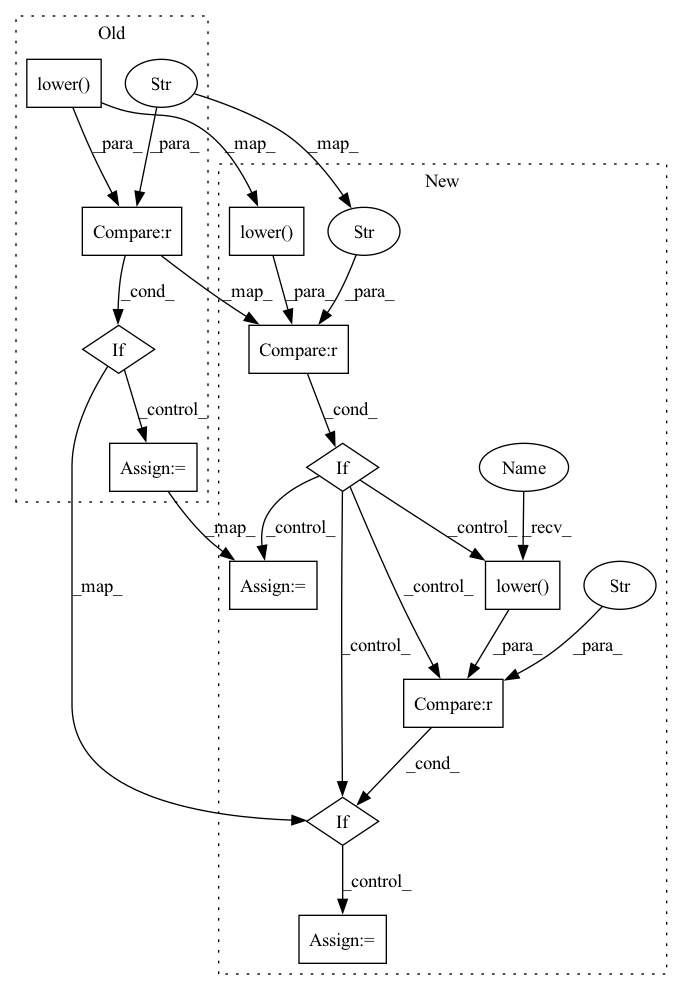 Old
lower()
Str
_para_
_para_
_map_
_map_
New
Compare:r
lower()
Str
_cond_
_map_
_para_
_para_
If
Compare:r
_control_
_cond_
Assign:=
If
Name
_map_
_control_
_control_
_recv_
_map_
Assign:=
_control_
lower()
Str
_control_
_para_
_para_
Compare:r
_cond_
If
_control_
Assign:=